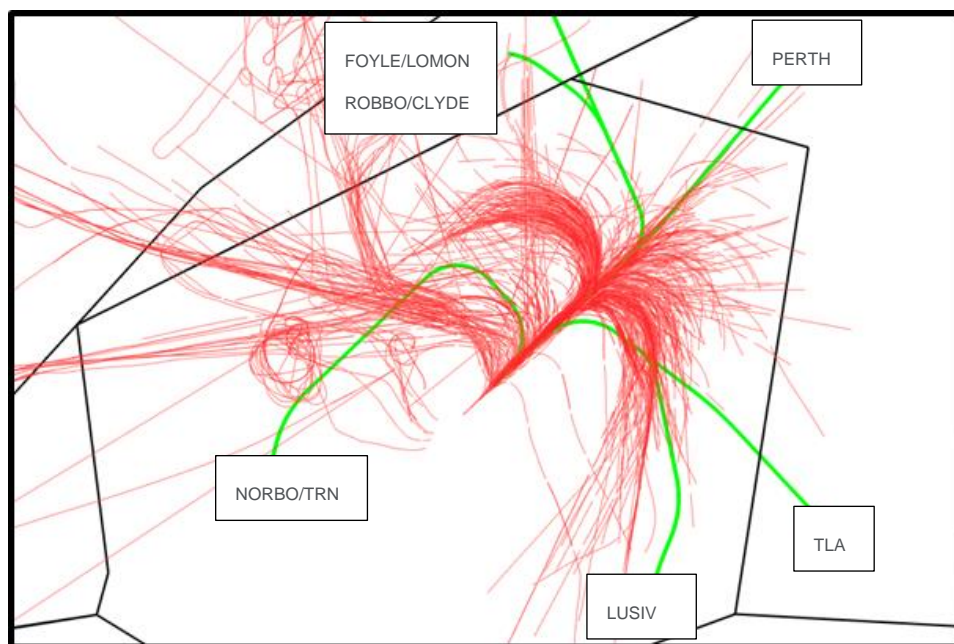 FOYLE/LOMON
ROBBO/CLYDE
PERTH
NORBO/TRN
TLA
LUSIV